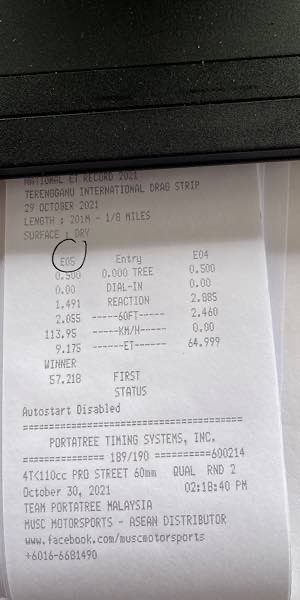 NATIONAL ET RECORD 2021
TEKENGGANU INTERNATIONAL DRAG STRIP
29 OCTOBER 2021
LENGTH : 201M - 1/8 MILES
SURFACE : DRY
E05 Entry E04
0.500 0.000 TREE 0.500
0.00 DIAL-IN 0.00
1.491 REACTION 2.885
2.055 -----60FT----- 2.460
113.95 -----KM/H----- 0.00
9.175 ------ET------ 64.999
WINNER
57.218 FIRST
STATUS
Autostart Disabled
========================================
PORTATREE TIMING SYSTEMS, INC.
=============== 189/190 ==========600214
4T<110cc PRO STREET 60mm QUAL RND 2
October 30, 2021 02:18:40 PM
TEAM PORTATREE MALAYSIA
MUSC MOTORSPORTS - ASEAN DISTRIBUTOR
www.facebook.com/muscmotorsports
+6016-6681490